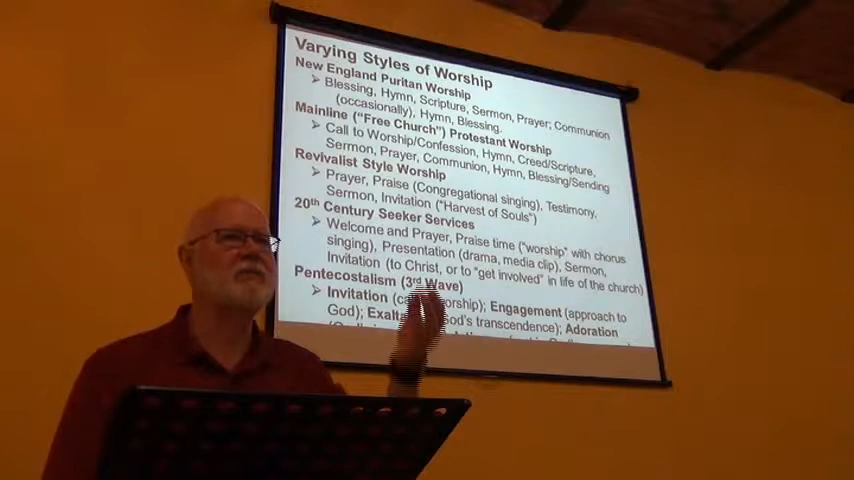 Varying Styles of Worship
New England Puritan Worship
➢ Blessing, Hymn, Scripture, Sermon, Prayer; Communion
(occasionally), Hymn, Blessing.
Mainline ("Free Church") Protestant Worship
➢ Call to Worship/Confession, Hymn, Creed/Scripture,
Sermon, Prayer, Communion, Hymn, Blessing/Sending
Revivalist Style Worship
➢ Prayer, Praise (Congregational singing), Testimony,
Sermon, Invitation ("Harvest of Souls")
20th Century Seeker Services
➢ Welcome and Prayer, Praise time ("worship" with chorus
singing), Presentation (drama, media clip), Sermon,
Invitation (to Christ, or to "get involved" in life of the church)
Pentecostalism (3rd Wave)
➢ Invitation (ca orship); Engagement (approach to
God); Exal God's transcendence); Adoration